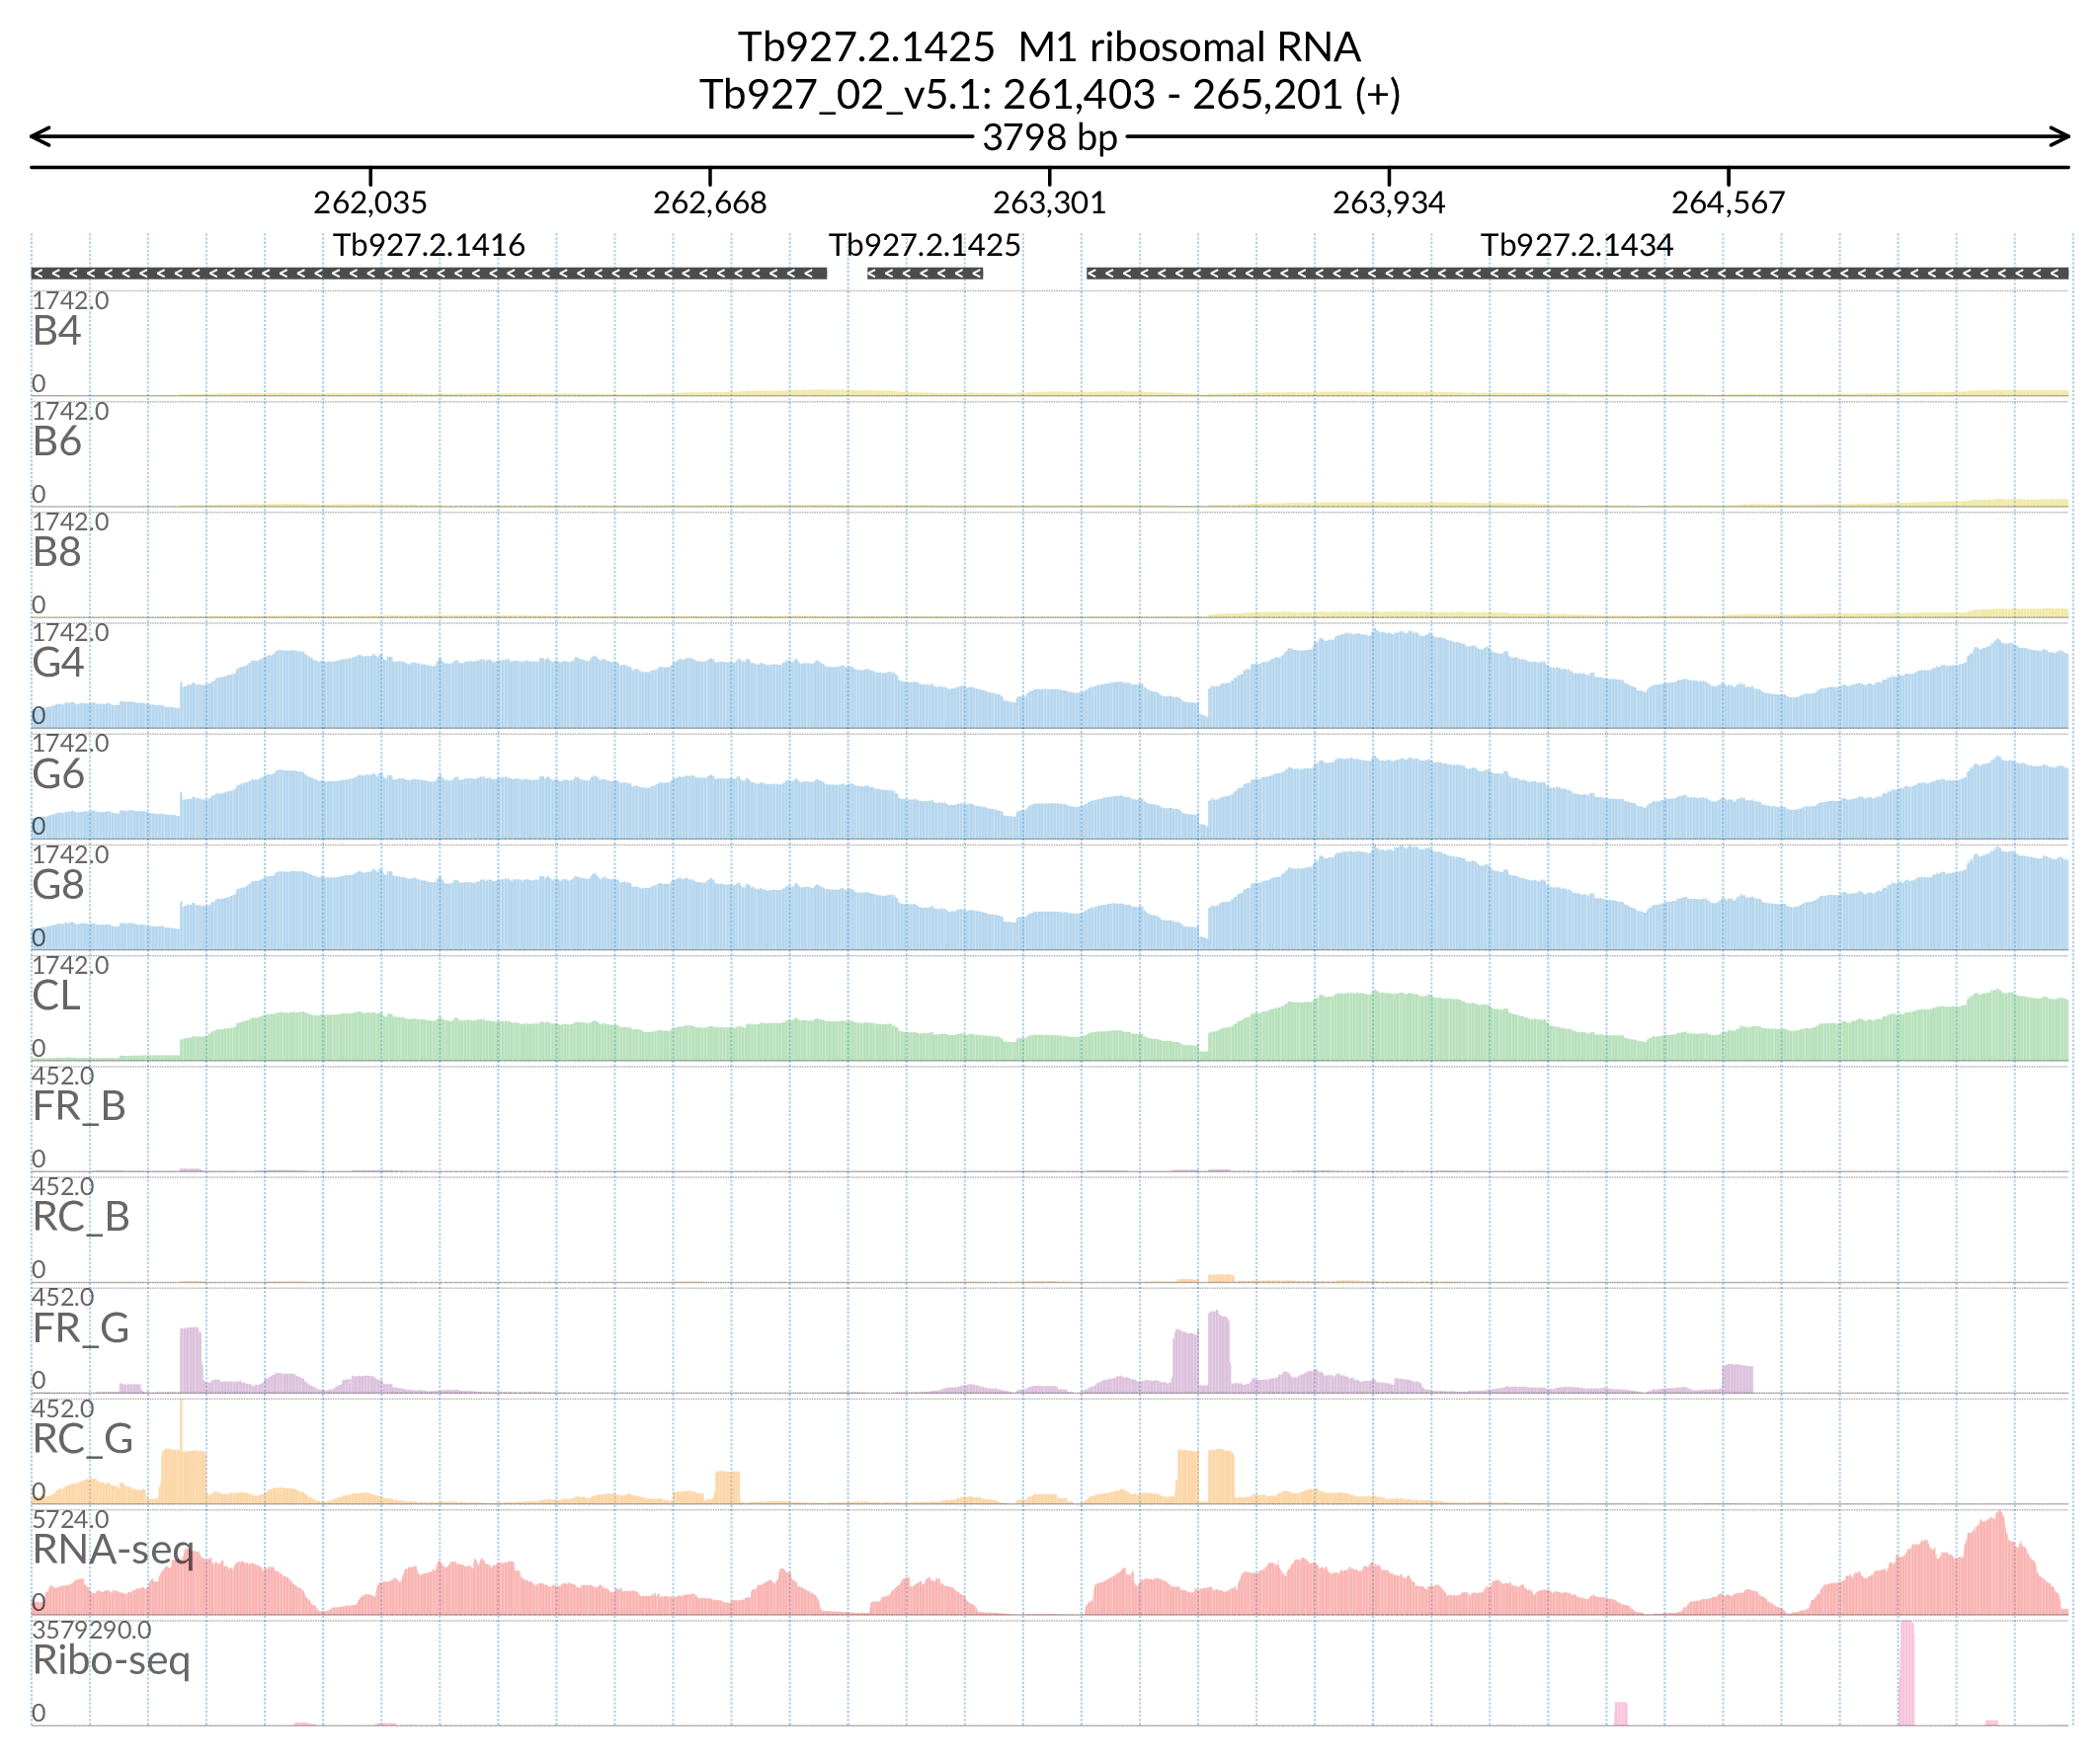 Tb927.2.1425  M1 ribosomal RNA
Tb927_02_v5.1: 261,403 - 265,201 (+)
3798 bp
262,035 262,668 263,301 263,934 264,567
Tb927.2.1416 Tb927.2.1425 Tb927.2.1434
1742.0
B4
0
1742.0
B6
0
1742.0
B8
0
1742.0
G4
0
1742.0
G6
0
1742.0
G8
0
1742.0
CL
0
452.0
FR_B
0
452.0
RC_B
0
452.0
FR_G
0
452.0
RC_G
0
5724.0
RNA-seq
0
3579290.0
Ribo-seq
0